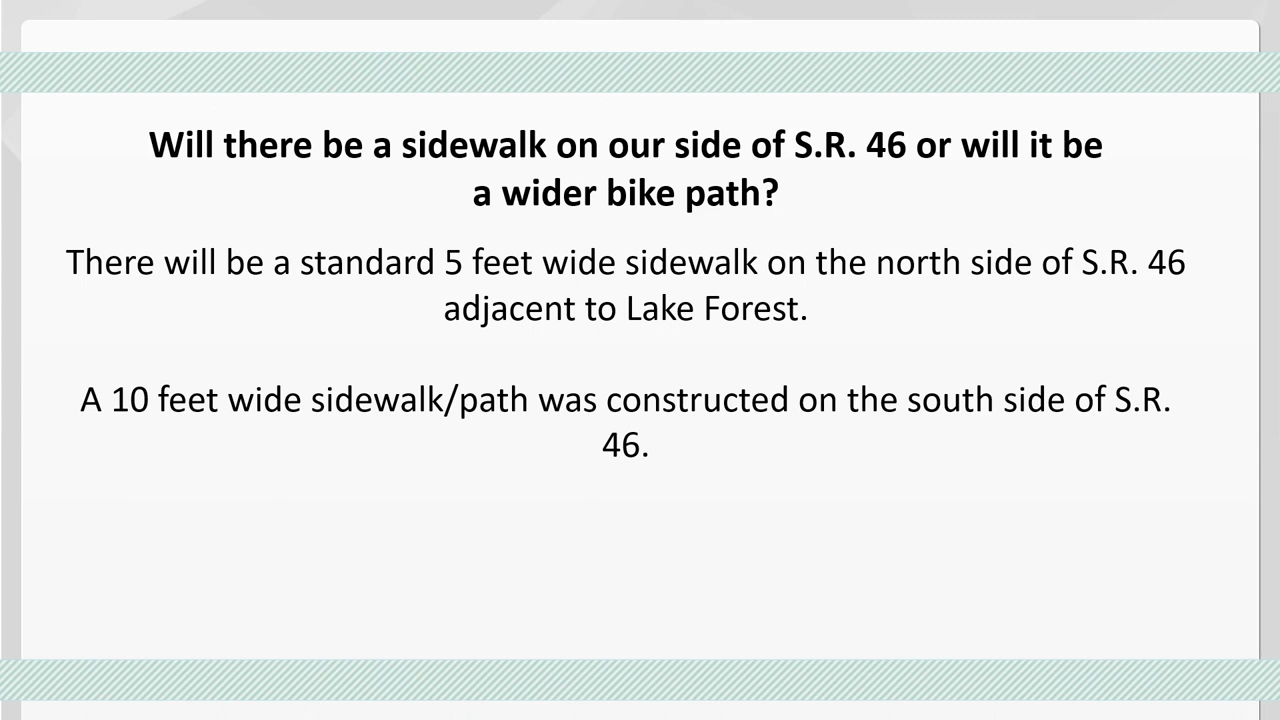 Will there be a sidewalk on our side of S.R. 46 or will it be
a wider bike path?
There will be a standard 5 feet wide sidewalk on the north side of S.R. 46
adjacent to Lake Forest.
A 10 feet wide sidewalk/path was constructed on the south side of S.R.
46.